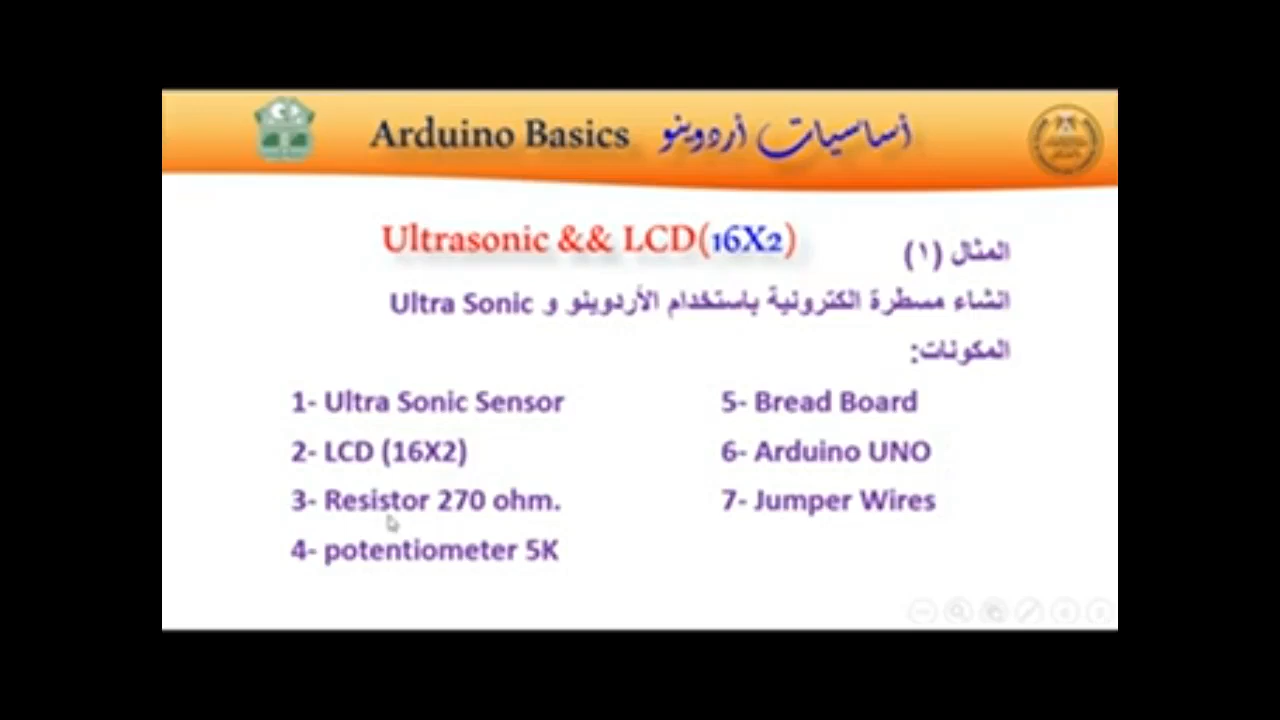 Arduino Basics أساسيات أردوينو
Ultrasonic && LCD(16X2)
المثال (١)
انشاء مسطرة الكترونية باستخدام الأردوينو و Ultra Sonic
المكونات:
1- Ultra Sonic Sensor
2- LCD (16X2)
3- Resistor 270 ohm.
4- potentiometer 5K
5- Bread Board
6- Arduino UNO
7- Jumper Wires